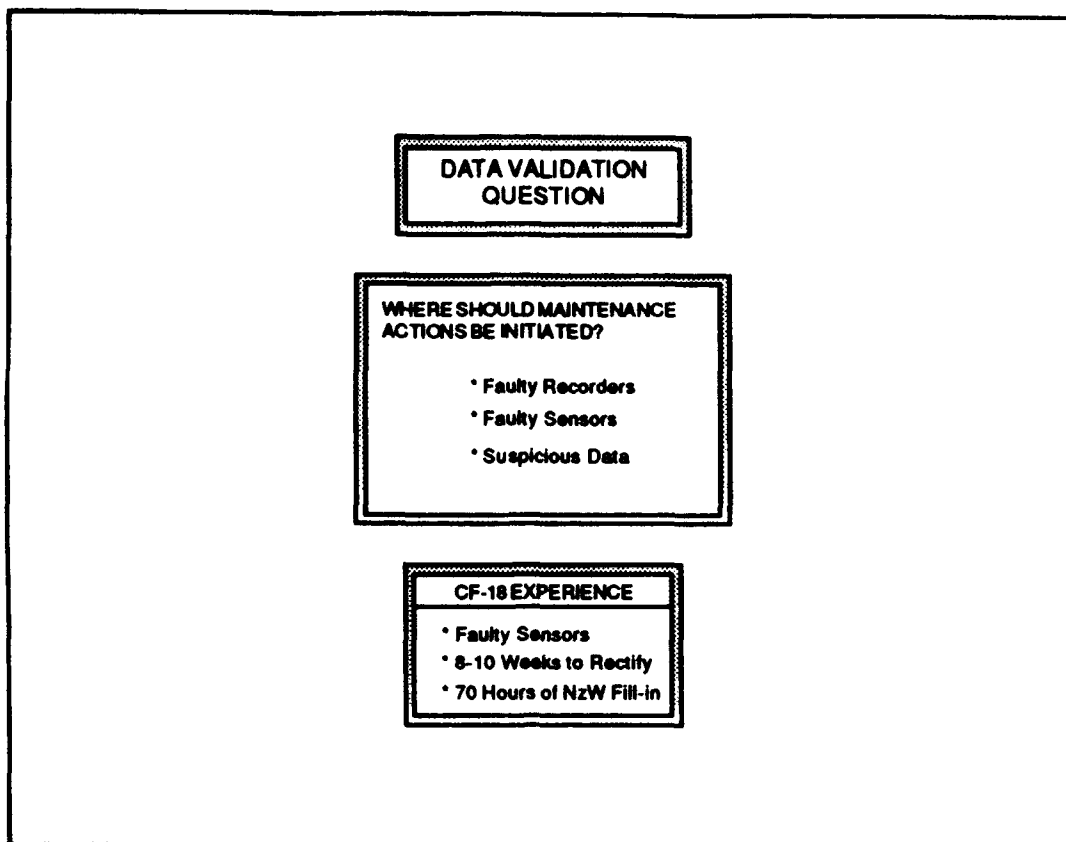 DATA VALIDATION
QUESTION
WHERE SHOULD MAINTENANCE
ACTIONS BE INITIATED?
* Faulty Recorders
* Faulty Sensors
* Suspicious Data
CF-18 EXPERIENCE
* Faulty Sensors
* 8-10 Weeks to Rectify
* 70 Hours of NzW Fill-in